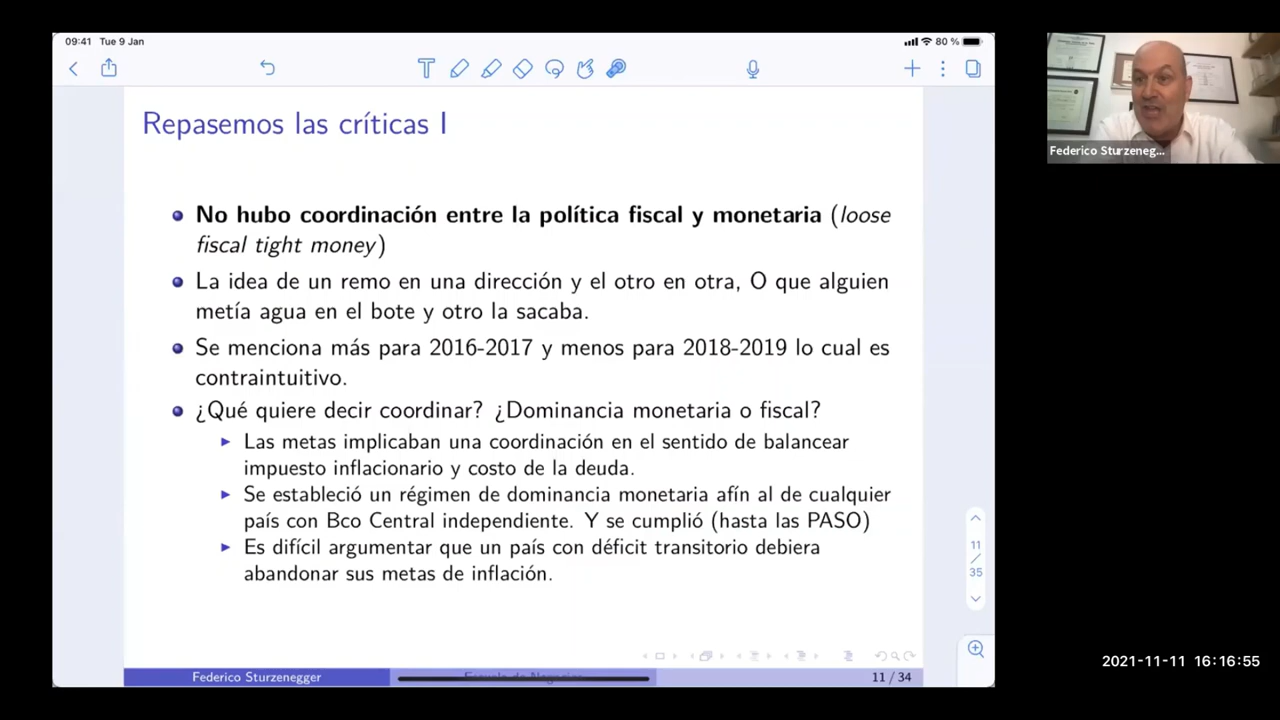 09:41 Tue 9 Jan
80 %
Repasemos las críticas I
No hubo coordinación entre la política fiscal y monetaria (loose
fiscal tight money)
La idea de un remo en una dirección y el otro en otra, O que alguien
metía agua en el bote y otro la sacaba.
Se menciona más para 2016-2017 y menos para 2018-2019 lo cual es
contraintuitivo.
¿Qué quiere decir coordinar? ¿Dominancia monetaria o fiscal?
Las metas implicaban una coordinación en el sentido de balancear
impuesto inflacionario y costo de la deuda.
Se estableció un régimen de dominancia monetaria afín al de cualquier
país con Bco Central independiente. Y se cumplió (hasta las PASO)
Es difícil argumentar que un país con déficit transitorio debiera
abandonar sus metas de inflación.
11
/
35
Federico Sturzenegger
Escuela de Negocios
11 / 34
Federico Sturzeneg...
2021-11-11 16:16:55